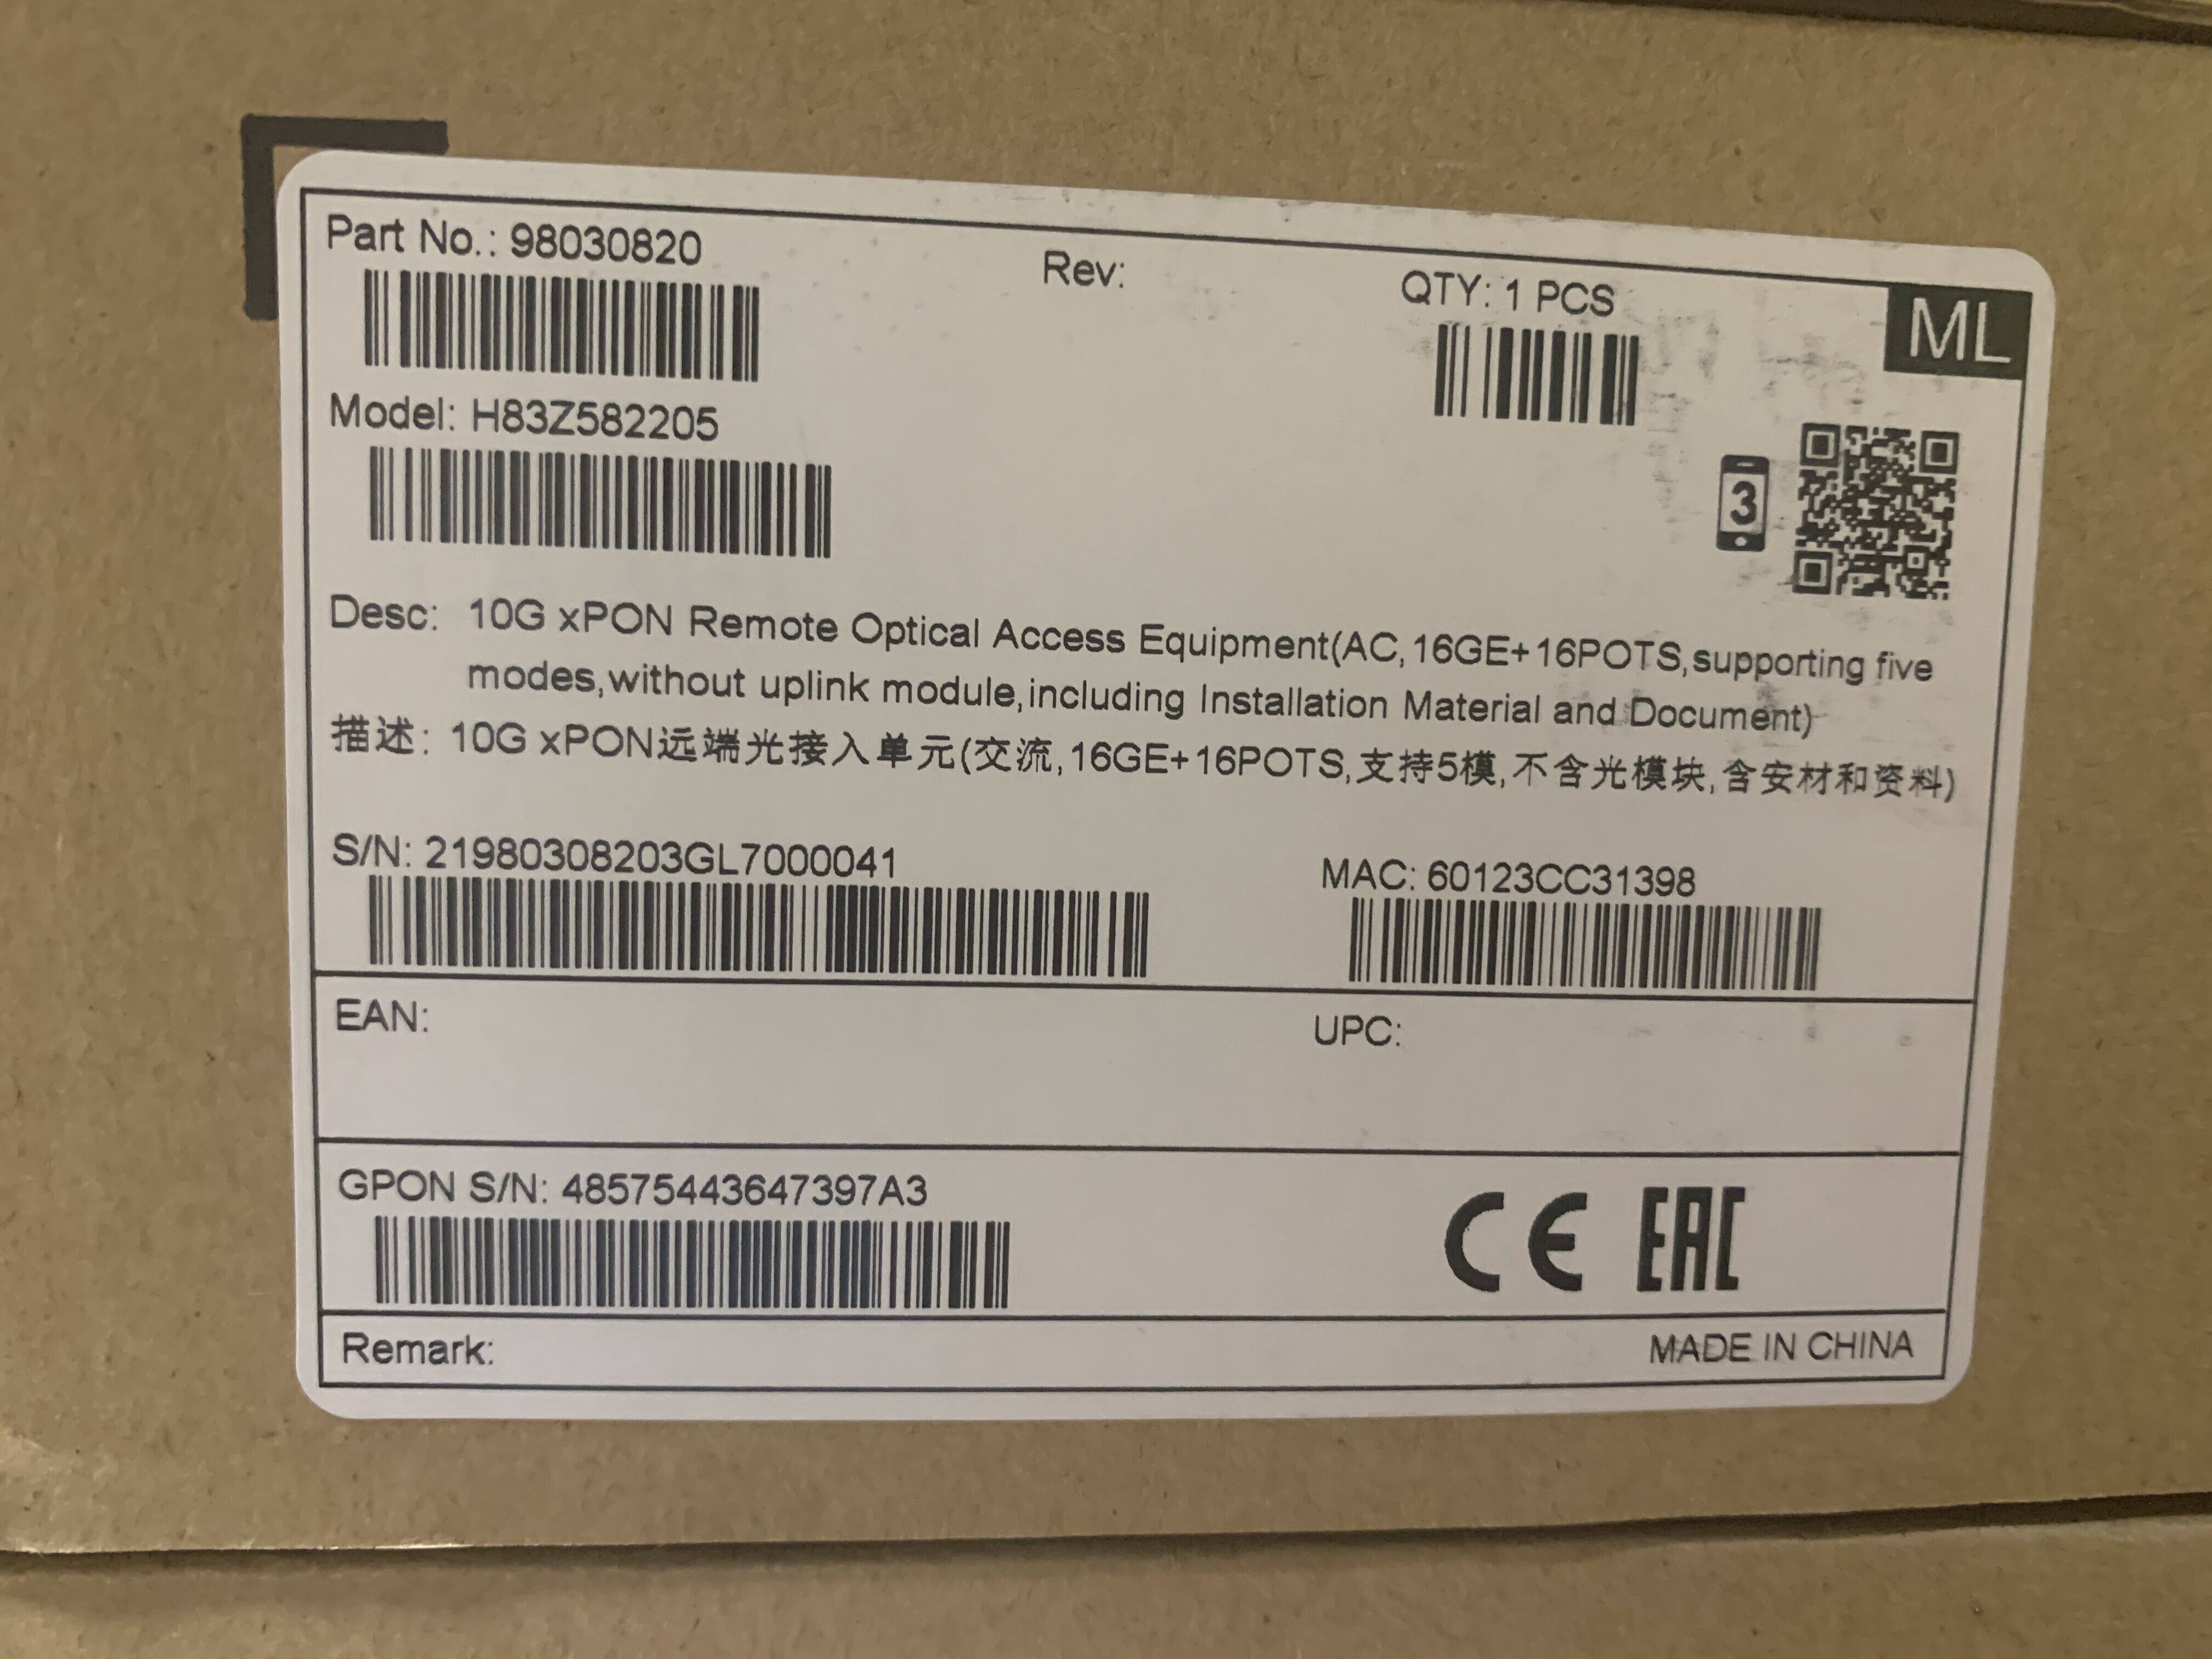 Part No.: 98030820
Rev:
QTY: 1 PCS
ML
Model: H83Z582205
3
Desc: 10G xPON Remote Optical Access Equipment(AC,16GE+16POTS,supporting five
modes,without uplink module,including Installation Material and Document)
描述: 10G xPON远端光接入单元(交流,16GE+16POTS,支持5模,不含光模块,含安材和资料)
S/N: 21980308203GL7000041
MAC: 60123CC31398
EAN:
UPC:
GPON S/N: 48575443647397A3
CE EAC
Remark:
MADE IN CHINA